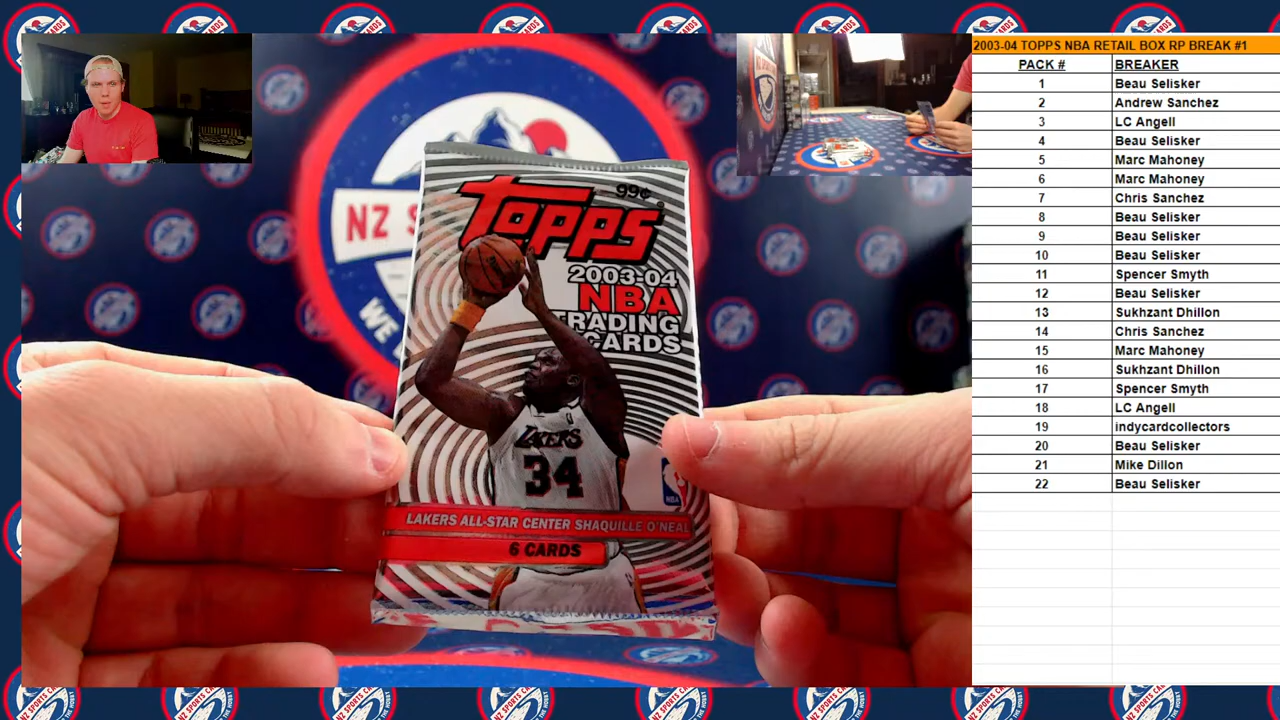 TOPPS
99¢
2003-04
NBA
TRADING
CARDS
LAKERS
34
NBA
LAKERS ALL-STAR CENTER SHAQUILLE O'NEAL
6 CARDS
NZ S
WE
2003-04 TOPPS NBA RETAIL BOX RP BREAK #1
PACK # BREAKER
1 Beau Selisker
2 Andrew Sanchez
3 LC Angell
4 Beau Selisker
5 Marc Mahoney
6 Marc Mahoney
7 Chris Sanchez
8 Beau Selisker
9 Beau Selisker
10 Beau Selisker
11 Spencer Smyth
12 Beau Selisker
13 Sukhzant Dhillon
14 Chris Sanchez
15 Marc Mahoney
16 Sukhzant Dhillon
17 Spencer Smyth
18 LC Angell
19 indycardcollectors
20 Beau Selisker
21 Mike Dillon
22 Beau Selisker